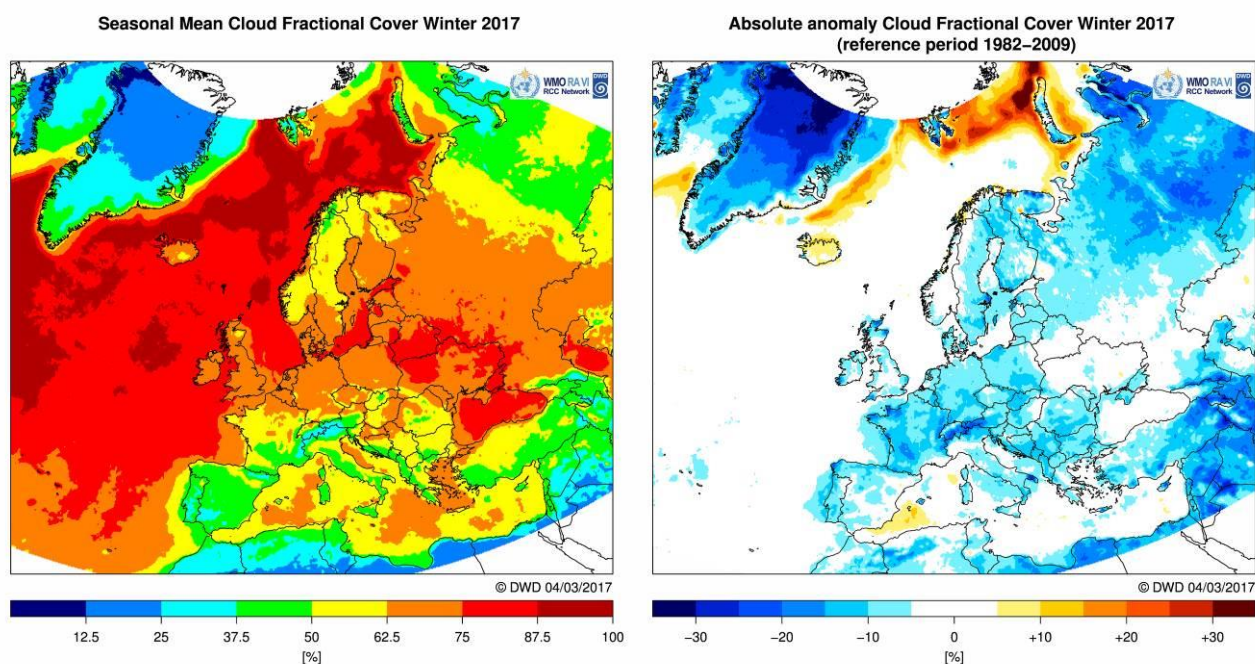 Seasonal Mean Cloud Fractional Cover Winter 2017
WMO RA VI
RCC Network
DWD
© DWD 04/03/2017
12.5 25 37.5 50 62.5 75 87.5 100
[%]
Absolute anomaly Cloud Fractional Cover Winter 2017
(reference period 1982−2009)
WMO RA VI
RCC Network
DWD
© DWD 04/03/2017
−30 −20 −10 0 +10 +20 +30
[%]